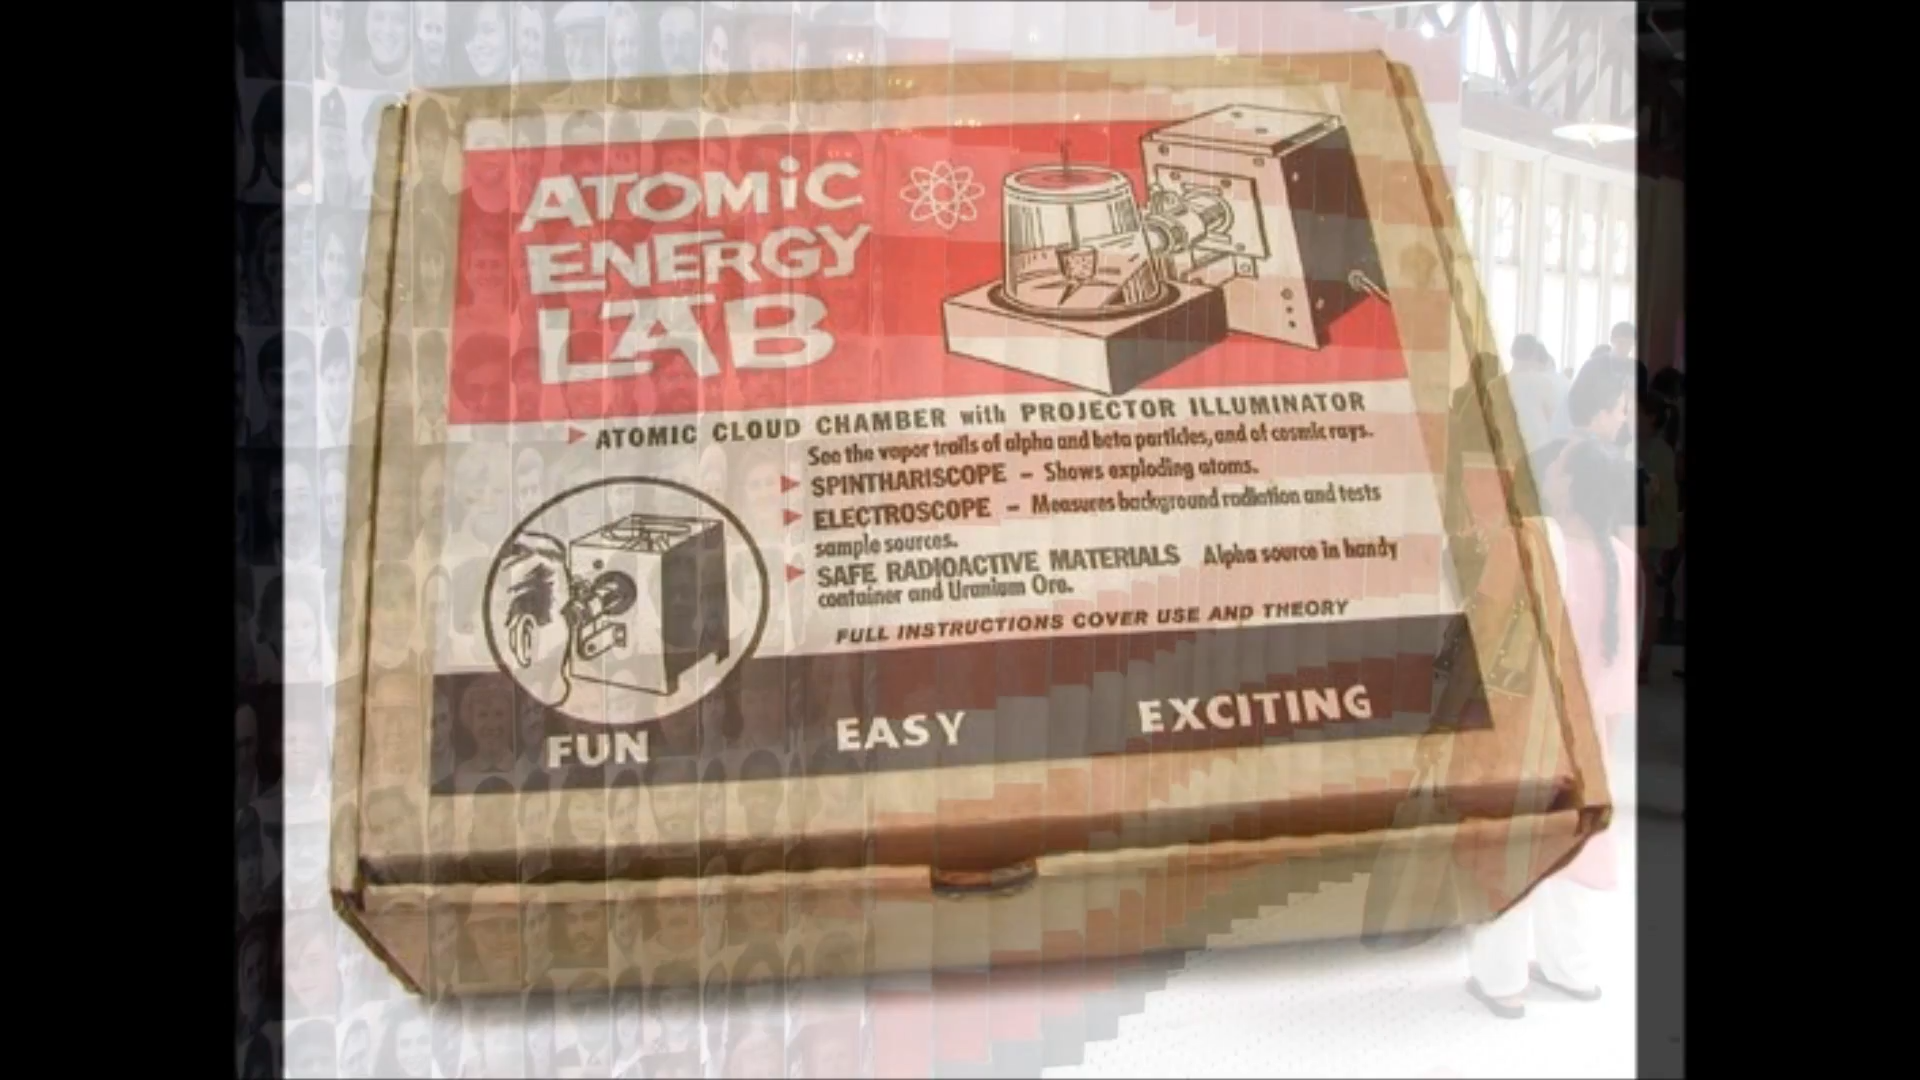 ATOMiC
ENERGY
LAB
ATOMIC CLOUD CHAMBER with PROJECTOR ILLUMINATOR
See the vapor trails of alpha and beta particles, and of cosmic rays.
SPINTHARISCOPE – Shows exploding atoms.
ELECTROSCOPE – Measures background radiation and tests
sample sources.
SAFE RADIOACTIVE MATERIALS Alpha source in handy
container and Uranium Ore.
FULL INSTRUCTIONS COVER USE AND THEORY
FUN EASY EXCITING